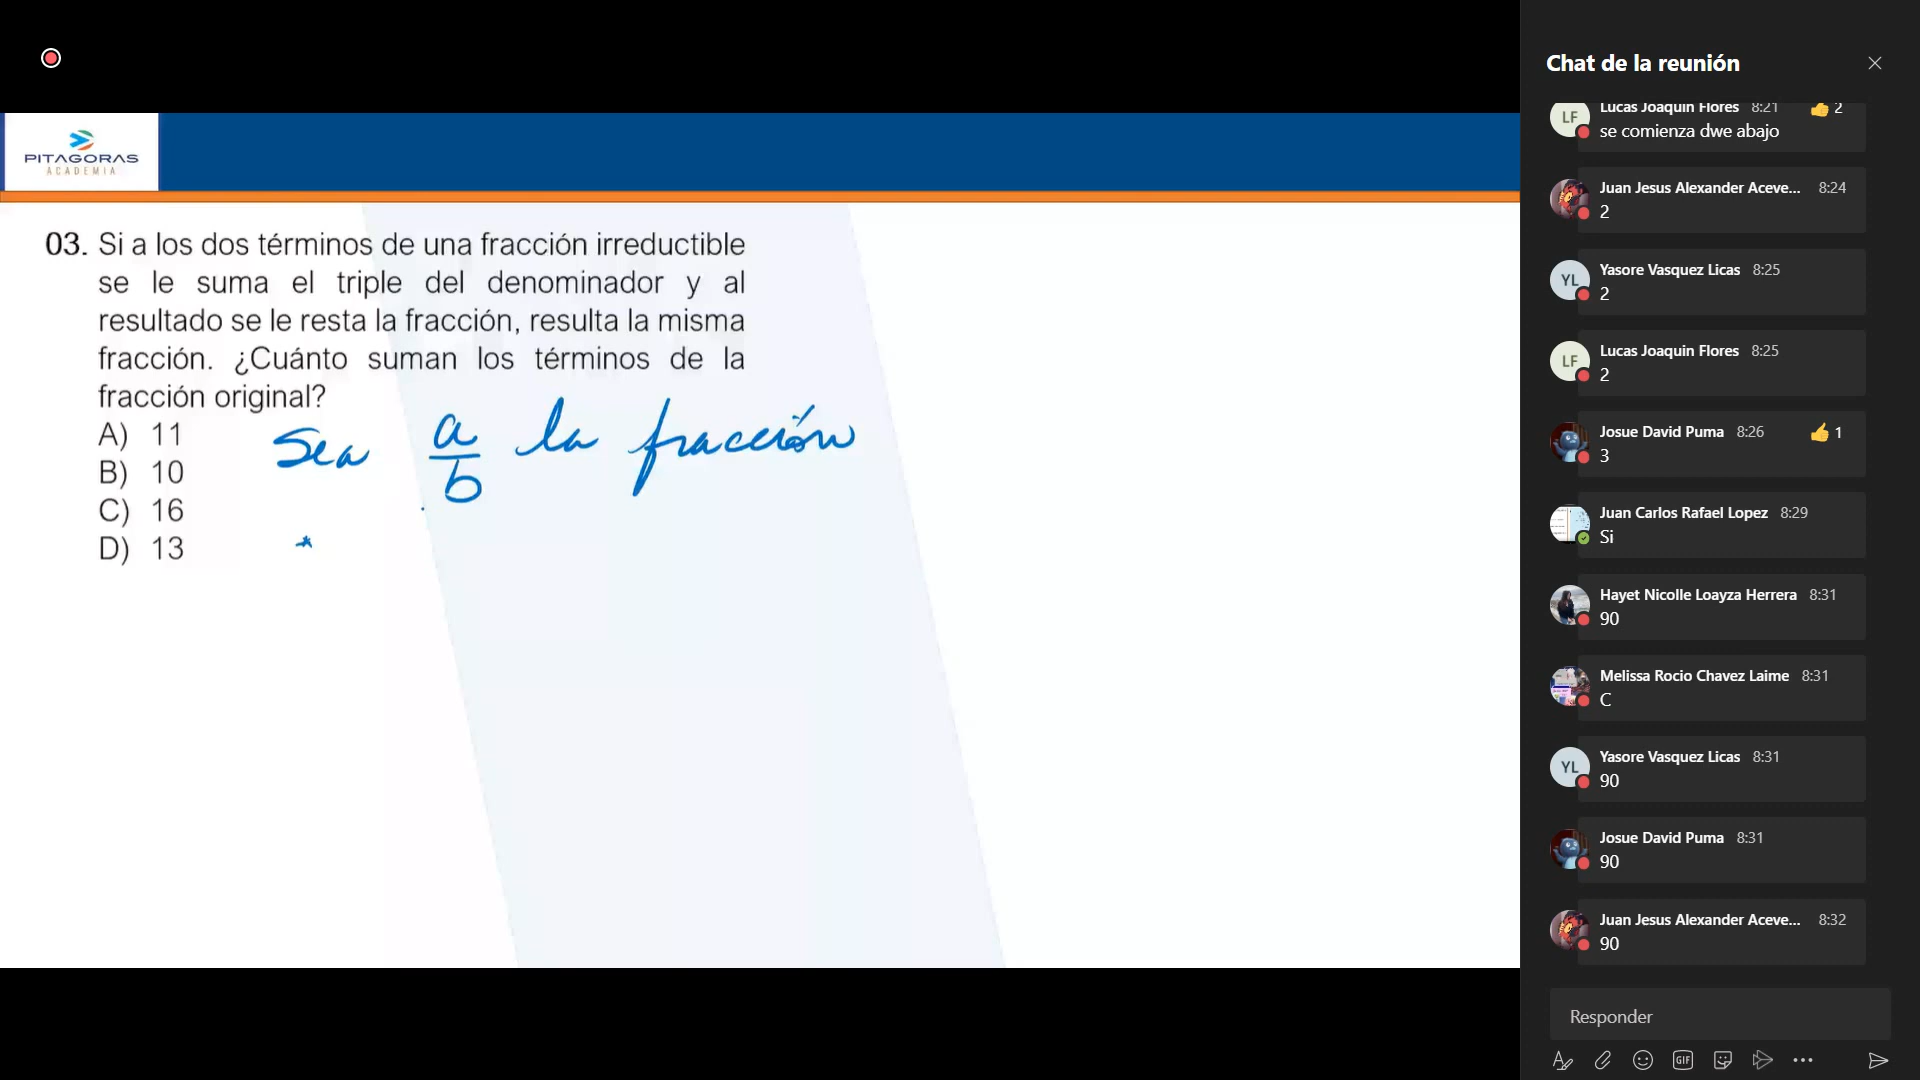 PITAGORAS
ACADEMIA
03. Si a los dos términos de una fracción irreductible
se le suma el triple del denominador y al
resultado se le resta la fracción, resulta la misma
fracción. ¿Cuánto suman los términos de la
fracción original?
A) 11
B) 10
C) 16
D) 13
Sea a/b la fracción
*
Chat de la reunión
LF Lucas Joaquin Flores 8:21 2
se comienza dwe abajo
Juan Jesus Alexander Aceve... 8:24
2
YL Yasore Vasquez Licas 8:25
2
LF Lucas Joaquin Flores 8:25
2
Josue David Puma 8:26 1
3
Juan Carlos Rafael Lopez 8:29
Si
Hayet Nicolle Loayza Herrera 8:31
90
Melissa Rocio Chavez Laime 8:31
C
YL Yasore Vasquez Licas 8:31
90
Josue David Puma 8:31
90
Juan Jesus Alexander Aceve... 8:32
90
Responder
GIF